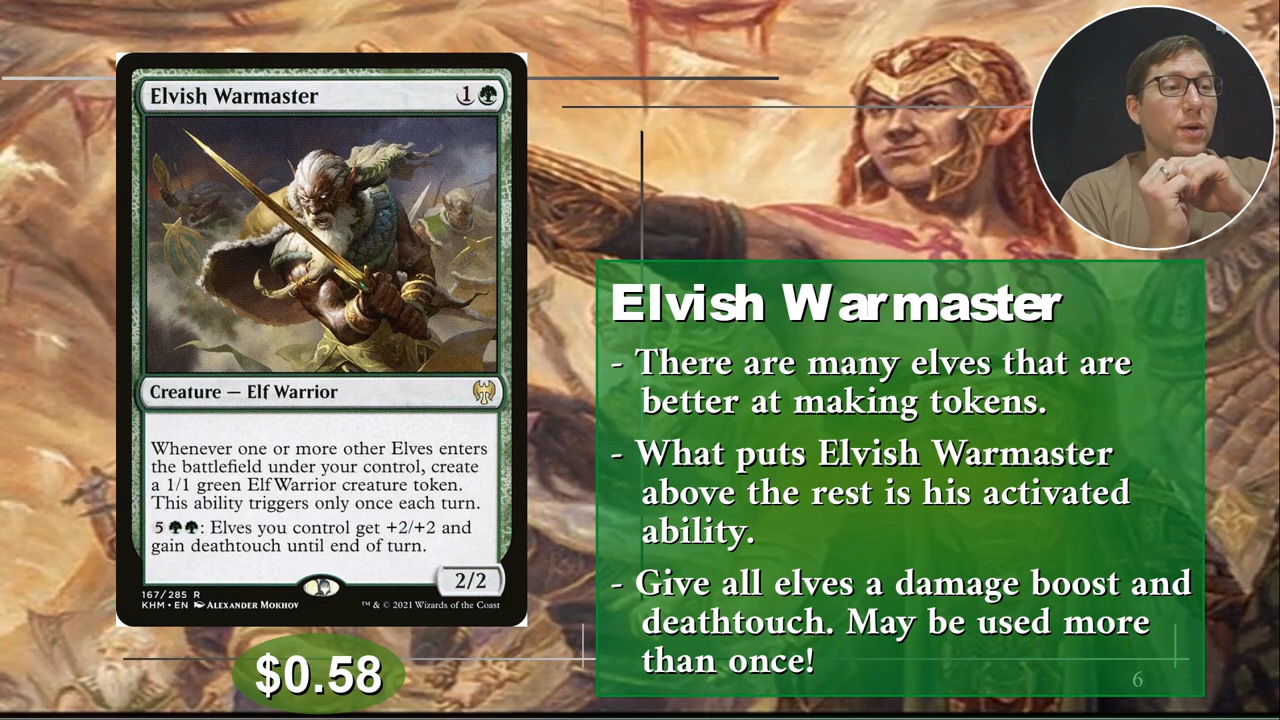 Elvish Warmaster 1
Creature — Elf Warrior
Whenever one or more other Elves enters
the battlefield under your control, create
a 1/1 green Elf Warrior creature token.
This ability triggers only once each turn.
5 : Elves you control get +2/+2 and
gain deathtouch until end of turn.
2/2
167/285 R
KHM • EN ALEXANDER MOKHOV
™ & © 2021 Wizards of the Coast
$0.58
Elvish Warmaster
- There are many elves that are
better at making tokens.
- What puts Elvish Warmaster
above the rest is his activated
ability.
- Give all elves a damage boost and
deathtouch. May be used more
than once!
6